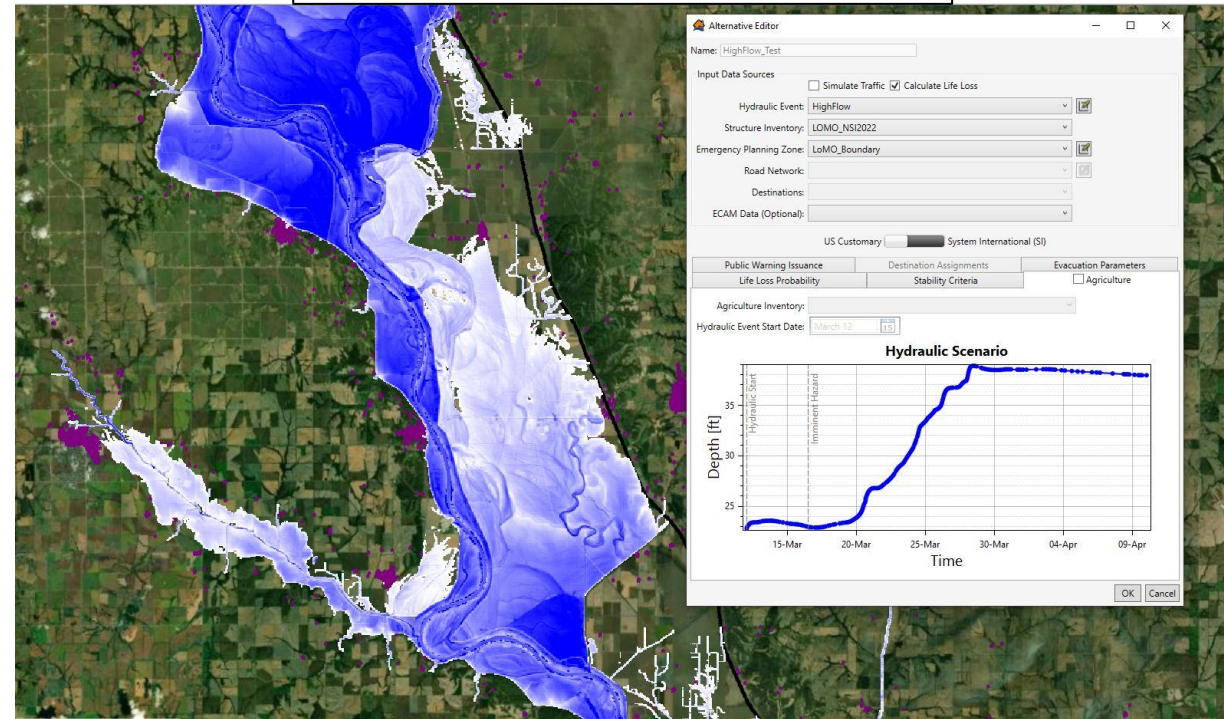 Alternative Editor
Name: HighFlow_Test
Input Data Sources
Simulate Traffic Calculate Life Loss
Hydraulic Event: HighFlow
Structure Inventory: LOMO_NSI2022
Emergency Planning Zone: LoMO_Boundary
Road Network:
Destinations:
ECAM Data (Optional):
US Customary System International (SI)
Public Warning Issuance Destination Assignments Evacuation Parameters
Life Loss Probability Stability Criteria Agriculture
Agriculture Inventory:
Hydraulic Event Start Date: March 12 15
Hydraulic Scenario
Hydraulic Start
Imminent Hazard
Depth [ft]
35
30
25
15-Mar 20-Mar 25-Mar 30-Mar 04-Apr 09-Apr
Time
OK Cancel